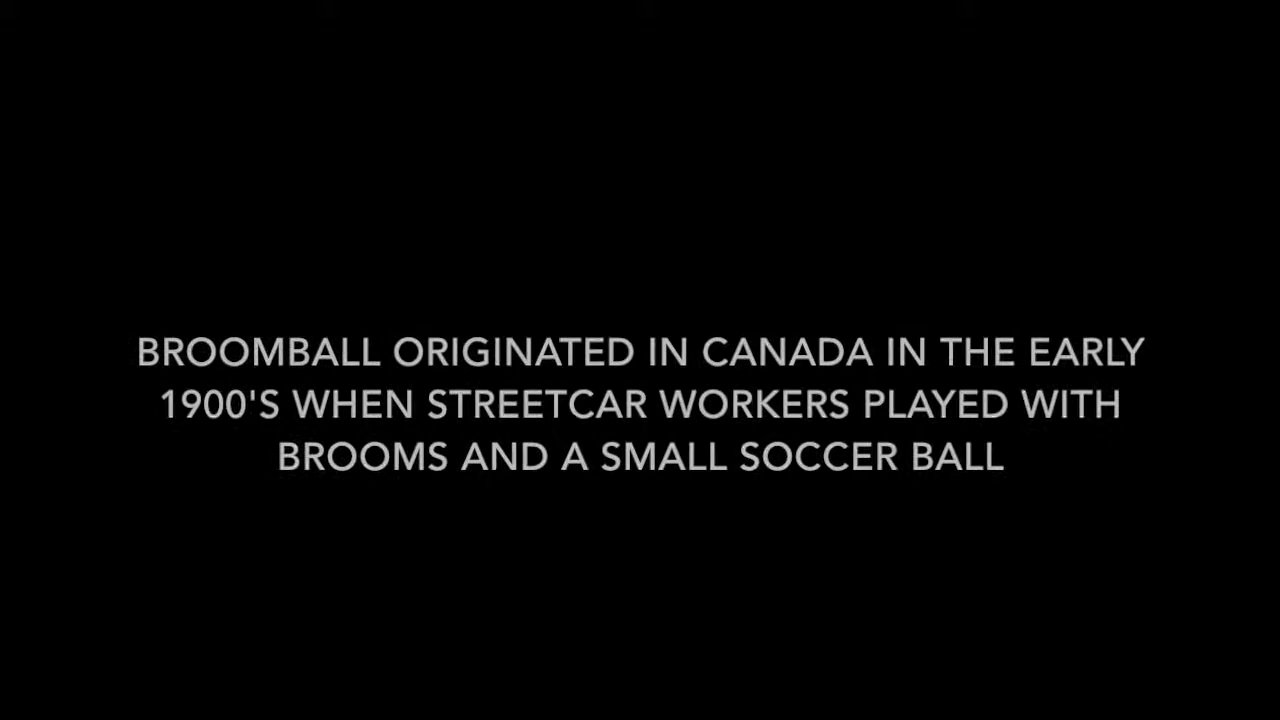 BROOMBALL ORIGINATED IN CANADA IN THE EARLY
1900'S WHEN STREETCAR WORKERS PLAYED WITH
BROOMS AND A SMALL SOCCER BALL